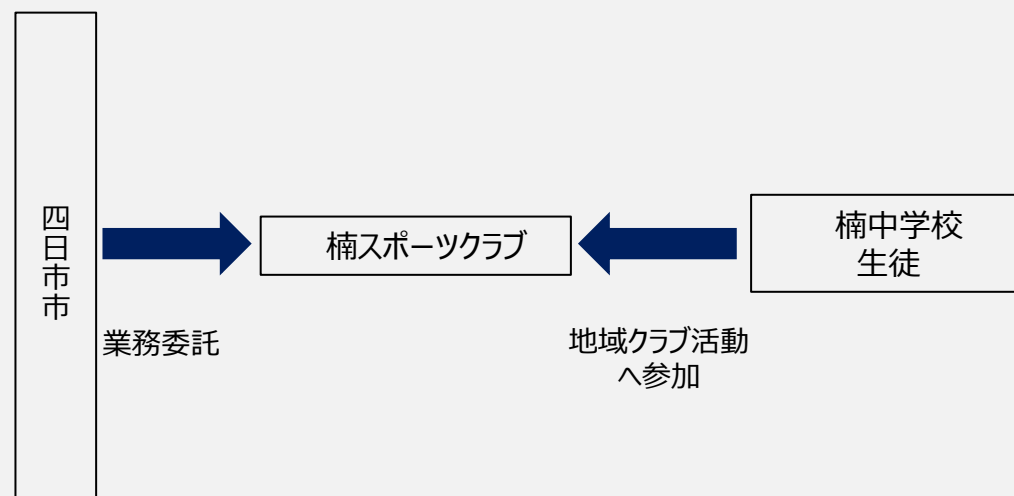 四日市市
業務委託
楠スポーツクラブ
地域クラブ活動
へ参加
楠中学校
生徒